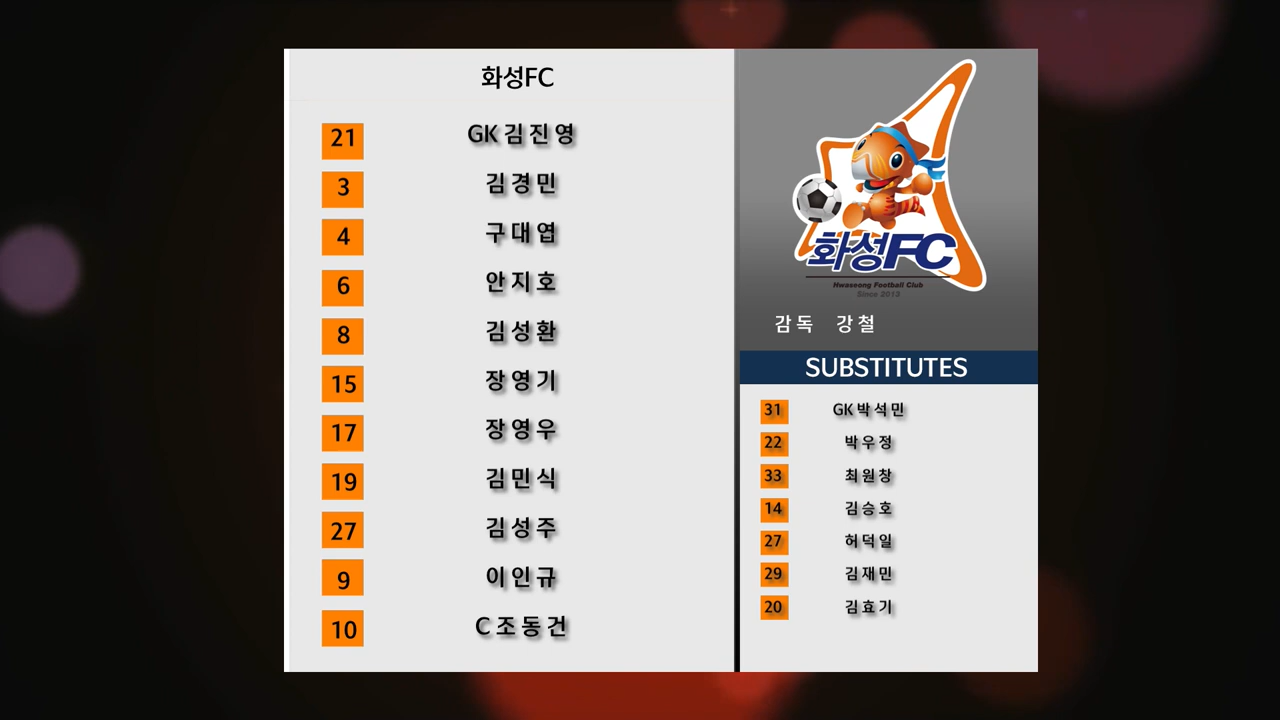 화성FC
21 GK 김진영
3 김경민
4 구대엽
6 안지호
8 김성환
15 장영기
17 장영우
19 김민식
27 김성주
9 이인규
10 C 조동건
화성FC
Hwaseong Football Club
Since 2013
감독 강철
SUBSTITUTES
31 GK 박석민
22 박우정
33 최원창
14 김승호
27 허덕일
29 김재민
20 김효기